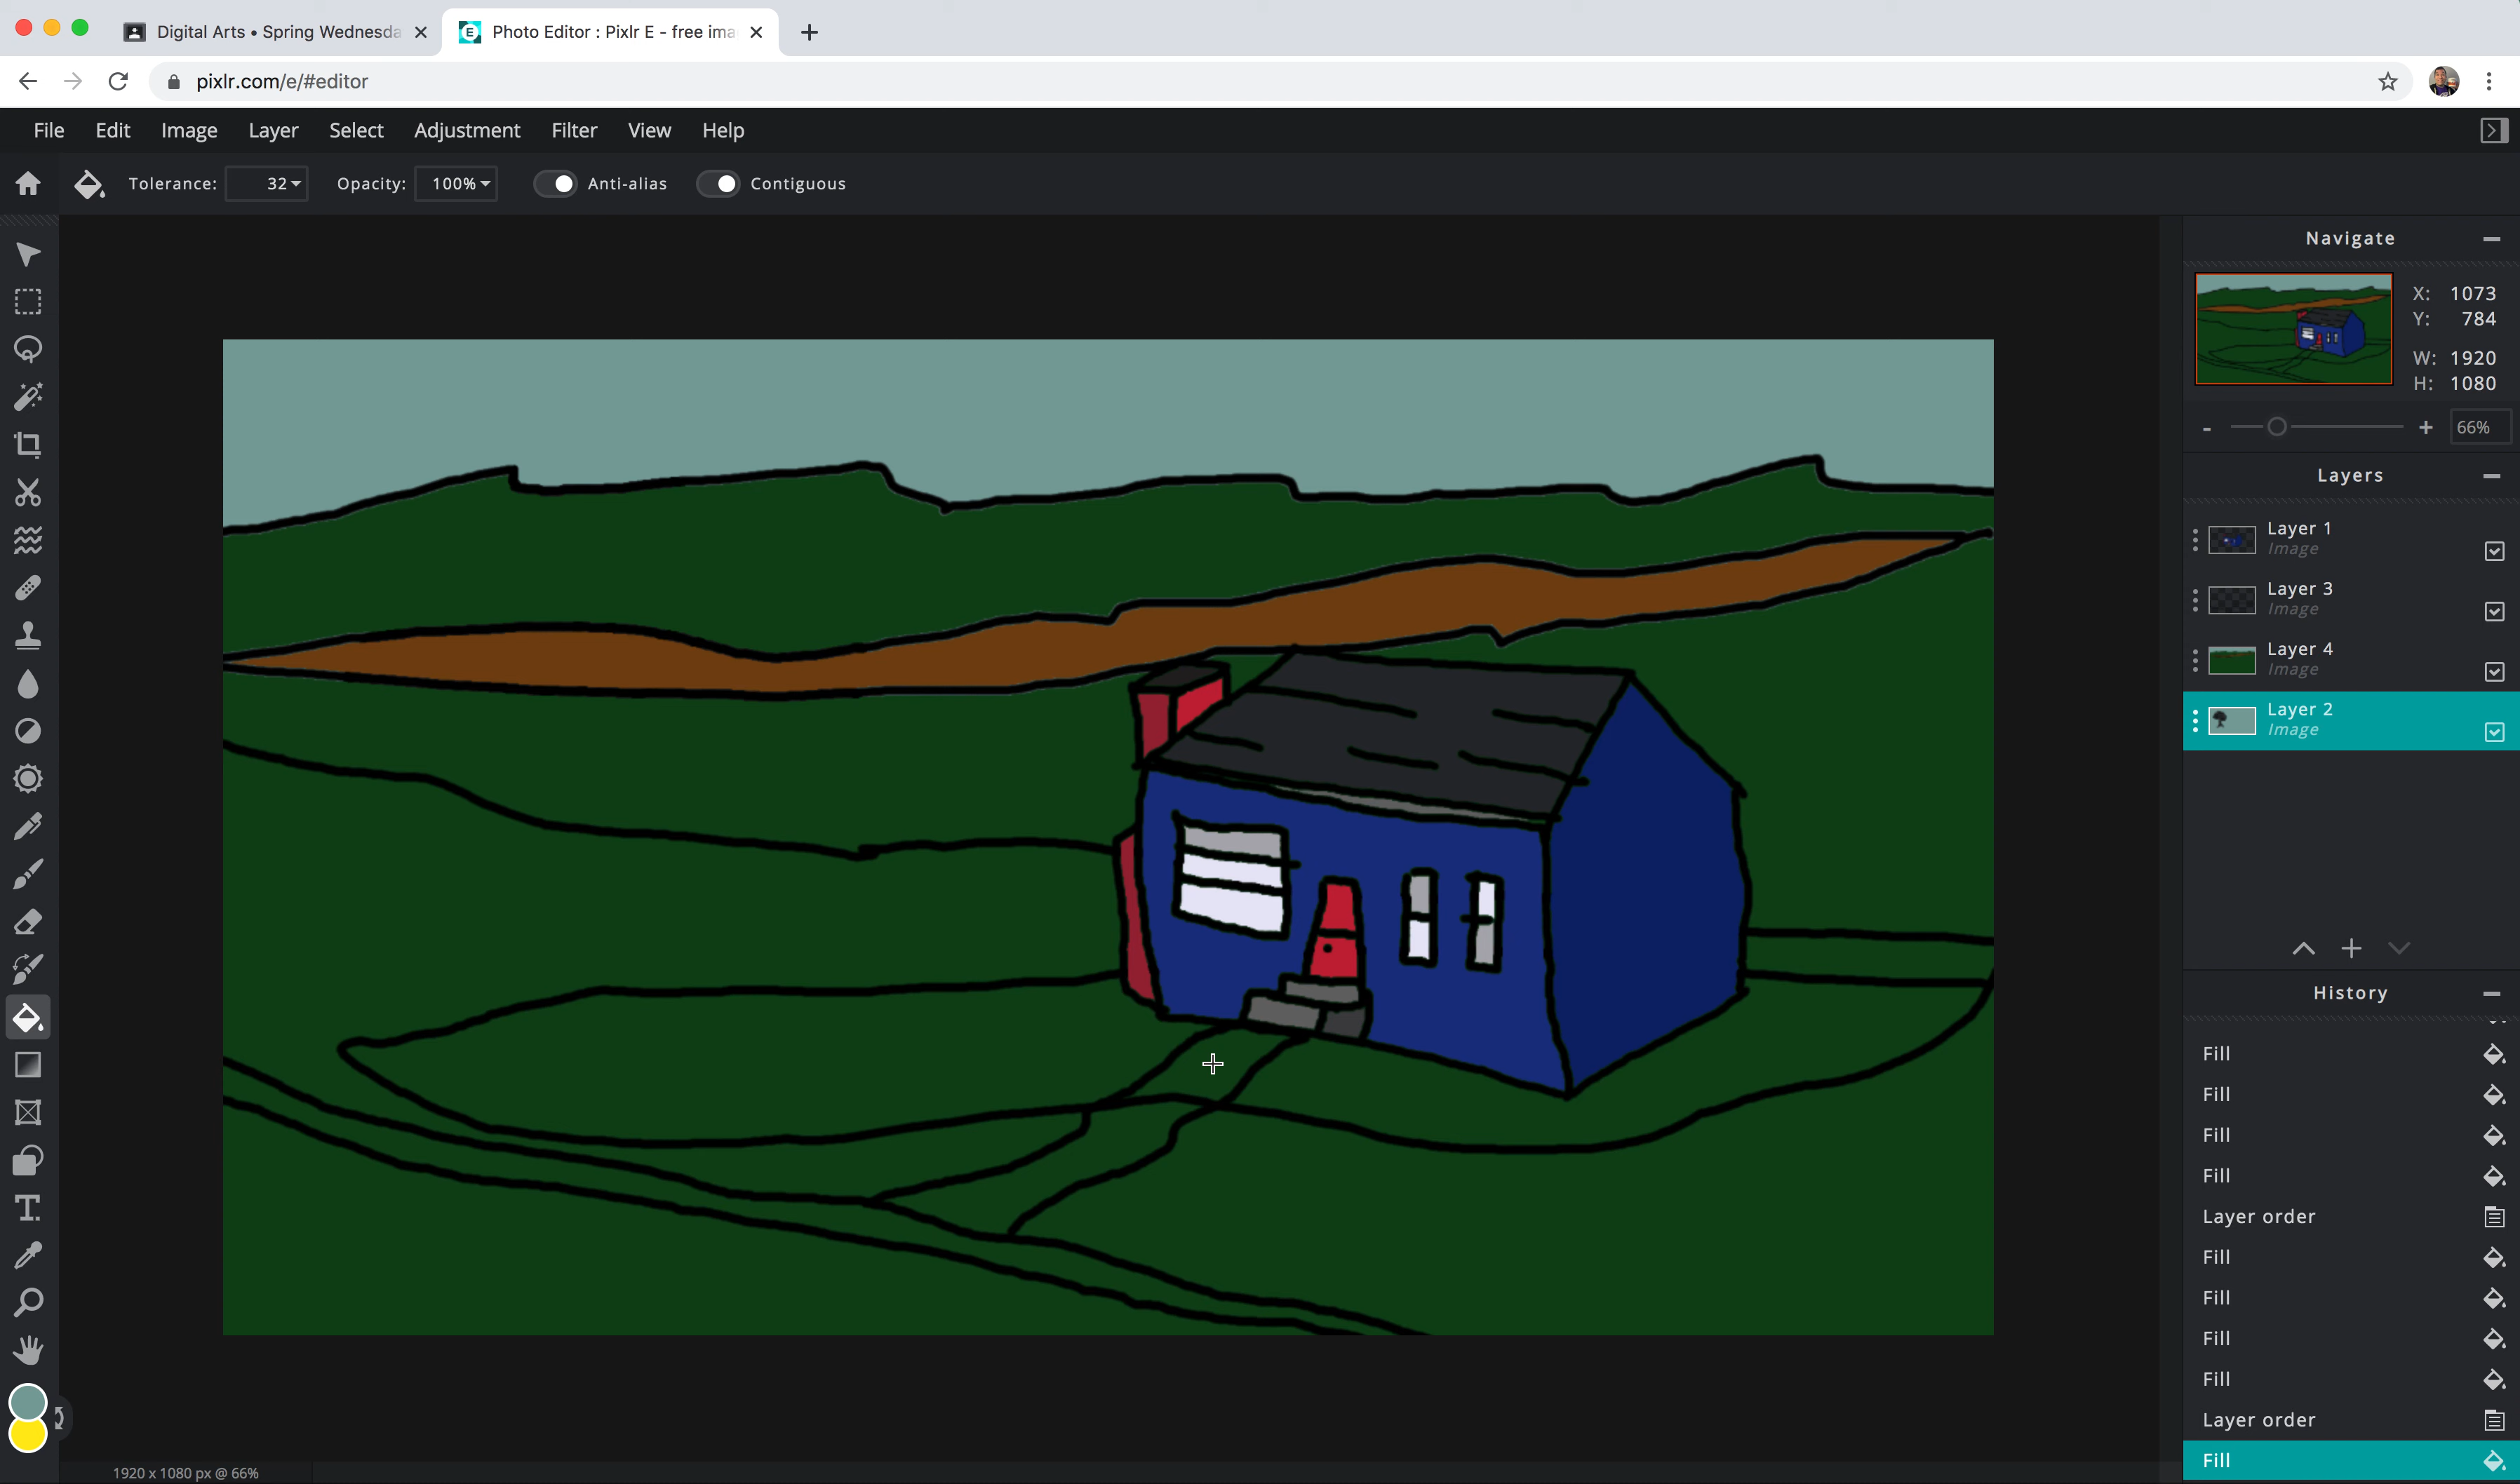 Digital Arts • Spring Wednesda
Photo Editor : Pixlr E - free ima
pixlr.com/e/#editor
File Edit Image Layer Select Adjustment Filter View Help
Tolerance: 32 Opacity: 100% Anti-alias Contiguous
Navigate
X: 1073
Y: 784
W: 1920
H: 1080
- + 66%
Layers
Layer 1
Image
Layer 3
Image
Layer 4
Image
Layer 2
Image
History
Fill
Fill
Fill
Fill
Layer order
Fill
Fill
Fill
Fill
Layer order
Fill
1920 x 1080 px @ 66%